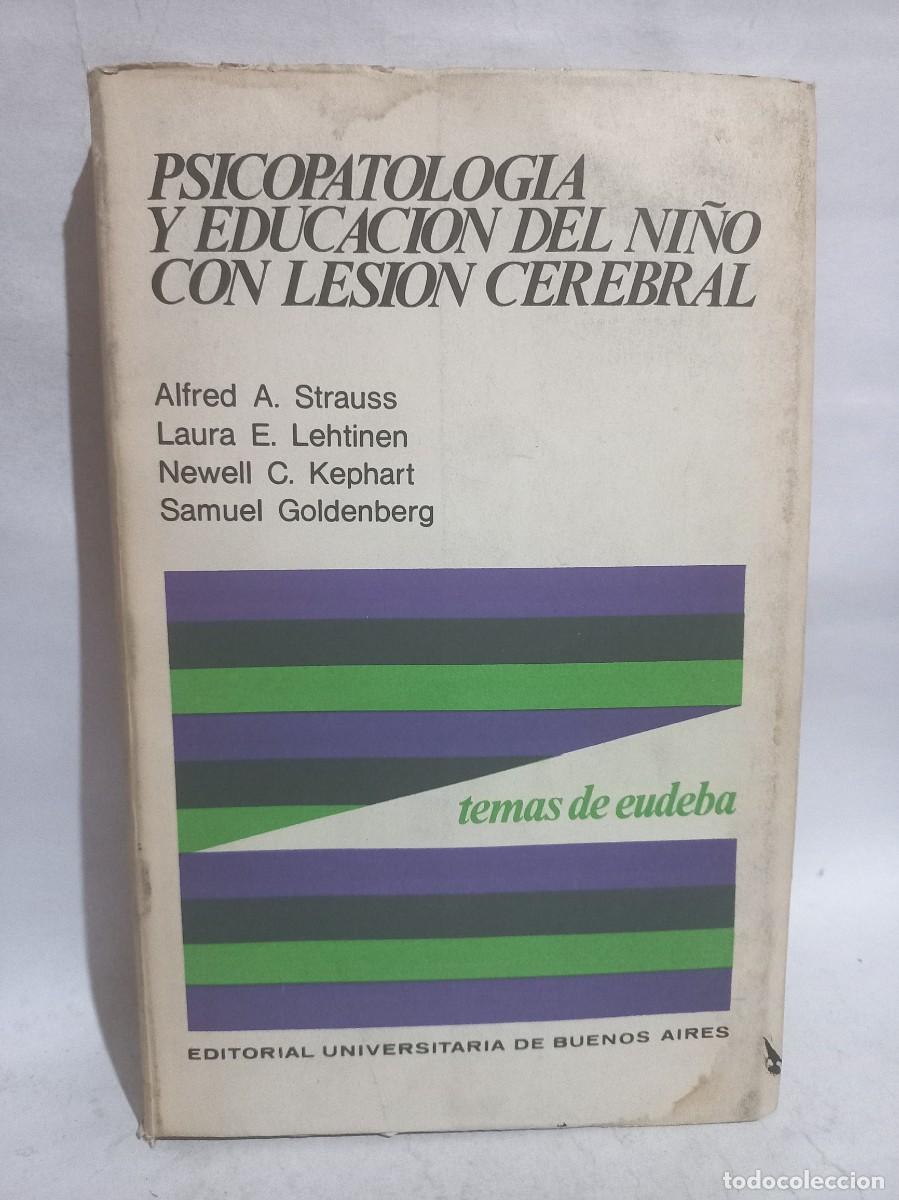 PSICOPATOLOGIA
Y EDUCACION DEL NIÑO
CON LESION CEREBRAL
Alfred A. Strauss
Laura E. Lehtinen
Newell C. Kephart
Samuel Goldenberg
temas de eudeba
EDITORIAL UNIVERSITARIA DE BUENOS AIRES
todocoleccion